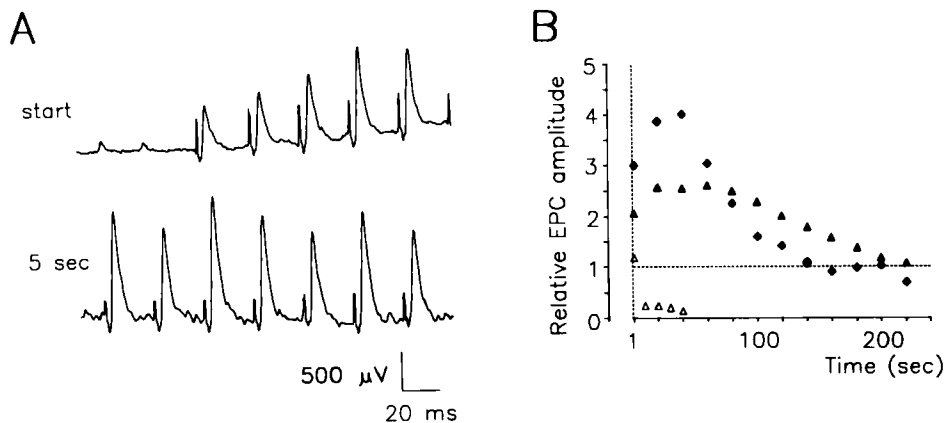 A
start
5 sec
500 μV
20 ms
B
Relative EPC amplitude
5
4
3
2
1
0
1
100
200
Time (sec)